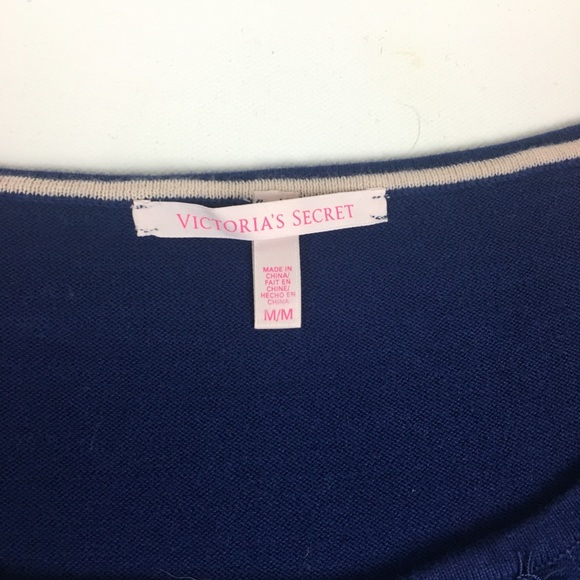 VICTORIA'S SECRET
MADE IN
CHINA/
FAIT EN
CHINE/
HECHO EN
CHINA
M/M